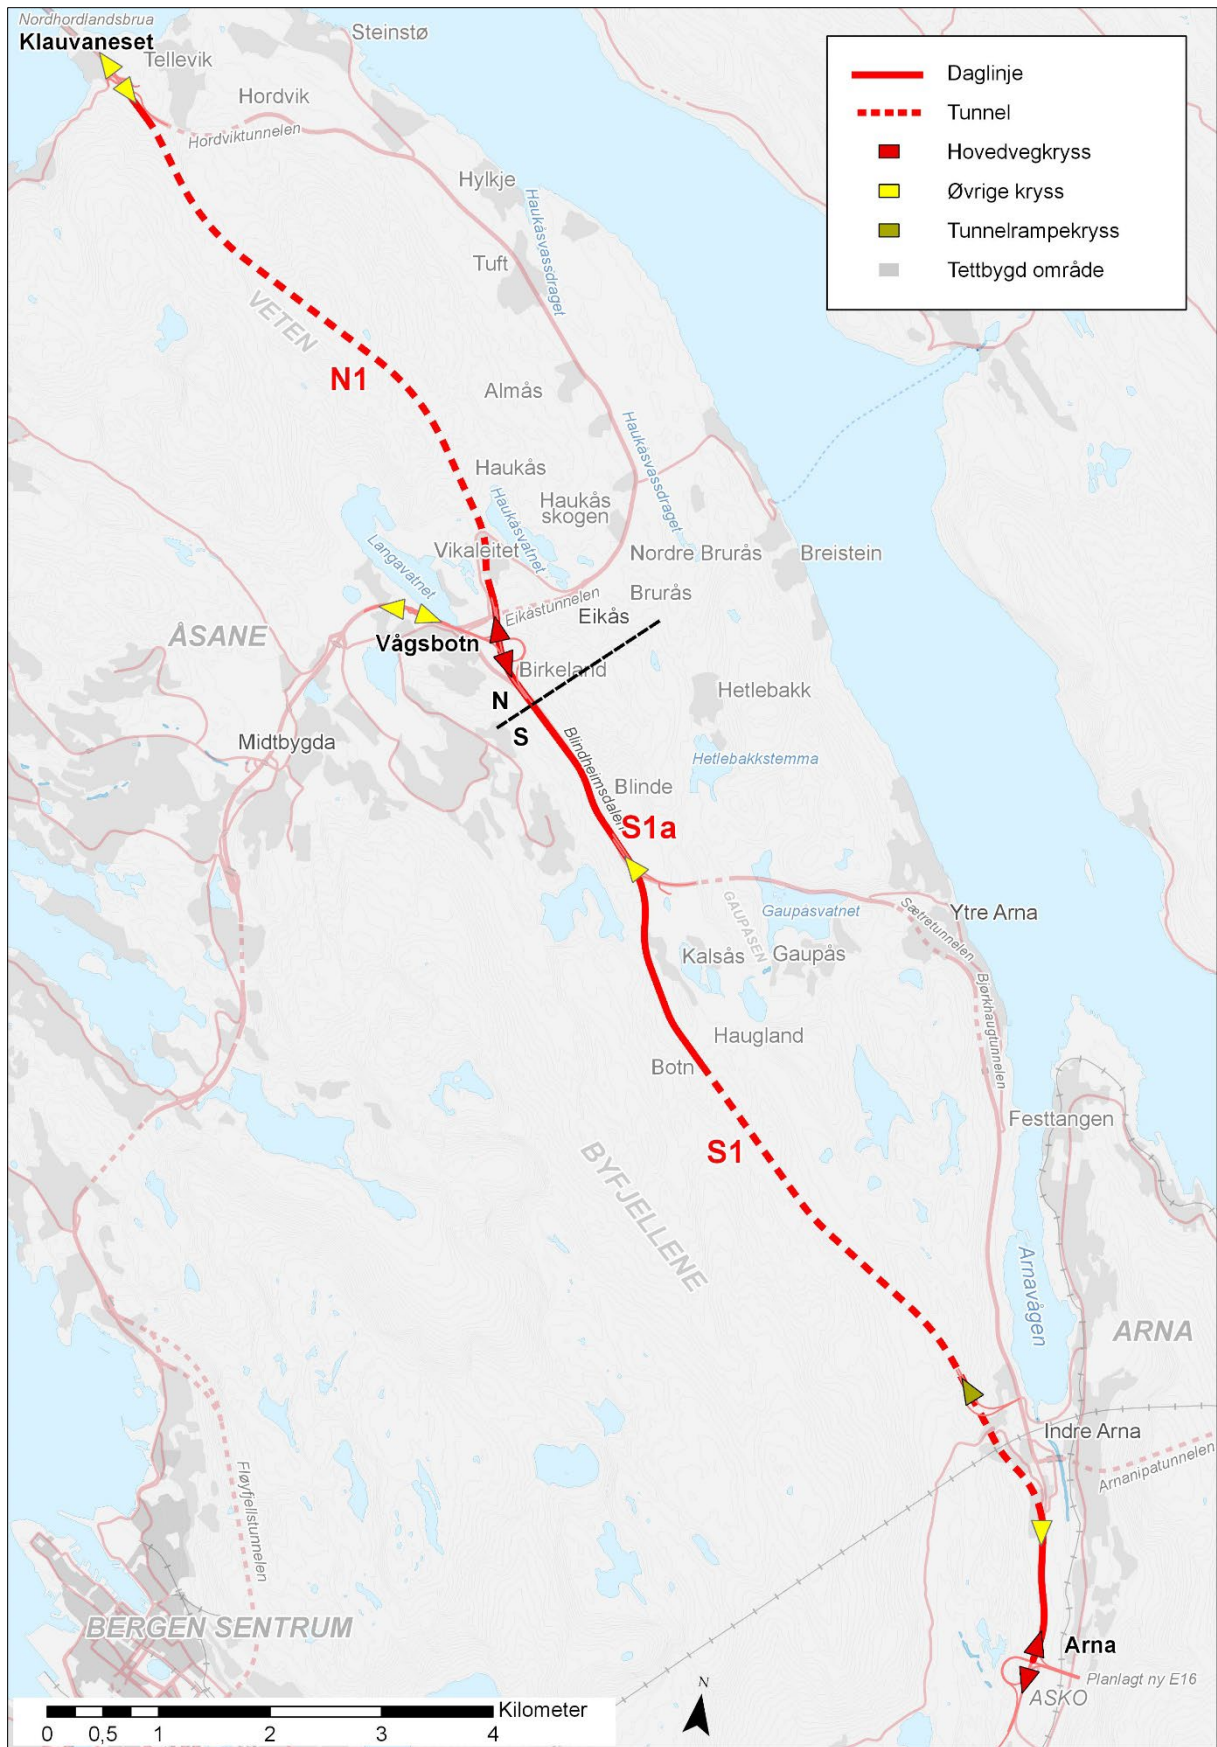 Nordhordlandsbrua
Klauvaneset
Tellevik
Steinstø
Hordvik
Hordviktunnelen
Daglinje
Tunnel
Hovedvegkryss
Øvrige kryss
Tunnelrampekryss
Tettbygd område
Hylkje
Haukåsvassdraget
Tuft
VETEN
N1
Almås
Haukås
Haukåsvatnet
Haukås
skogen
Haukåsvassdraget
Langavatnet
Vikaleitet
Nordre Brurås
Breistein
Brurås
Eikåstunnelen
Eikås
ÅSANE
Vågsbotn
Birkeland
N
S
Hetlebakk
Midtbygda
Blindheimsdalen
Hetlebakkstemma
Blinde
S1a
GAUPÅSEN
Gaupåsvatnet
Sætretunnelen
Ytre Arna
Kalsås
Gaupås
Bjørkhaugtunnelen
Haugland
Botn
Festtangen
S1
BYFJELLENE
Arnavågen
ARNA
Indre Arna
Arnanipatunnelen
Fløyfjellstunnelen
BERGEN SENTRUM
Arna
Planlagt ny E16
ASKO
N
Kilometer
0 0,5 1 2 3 4